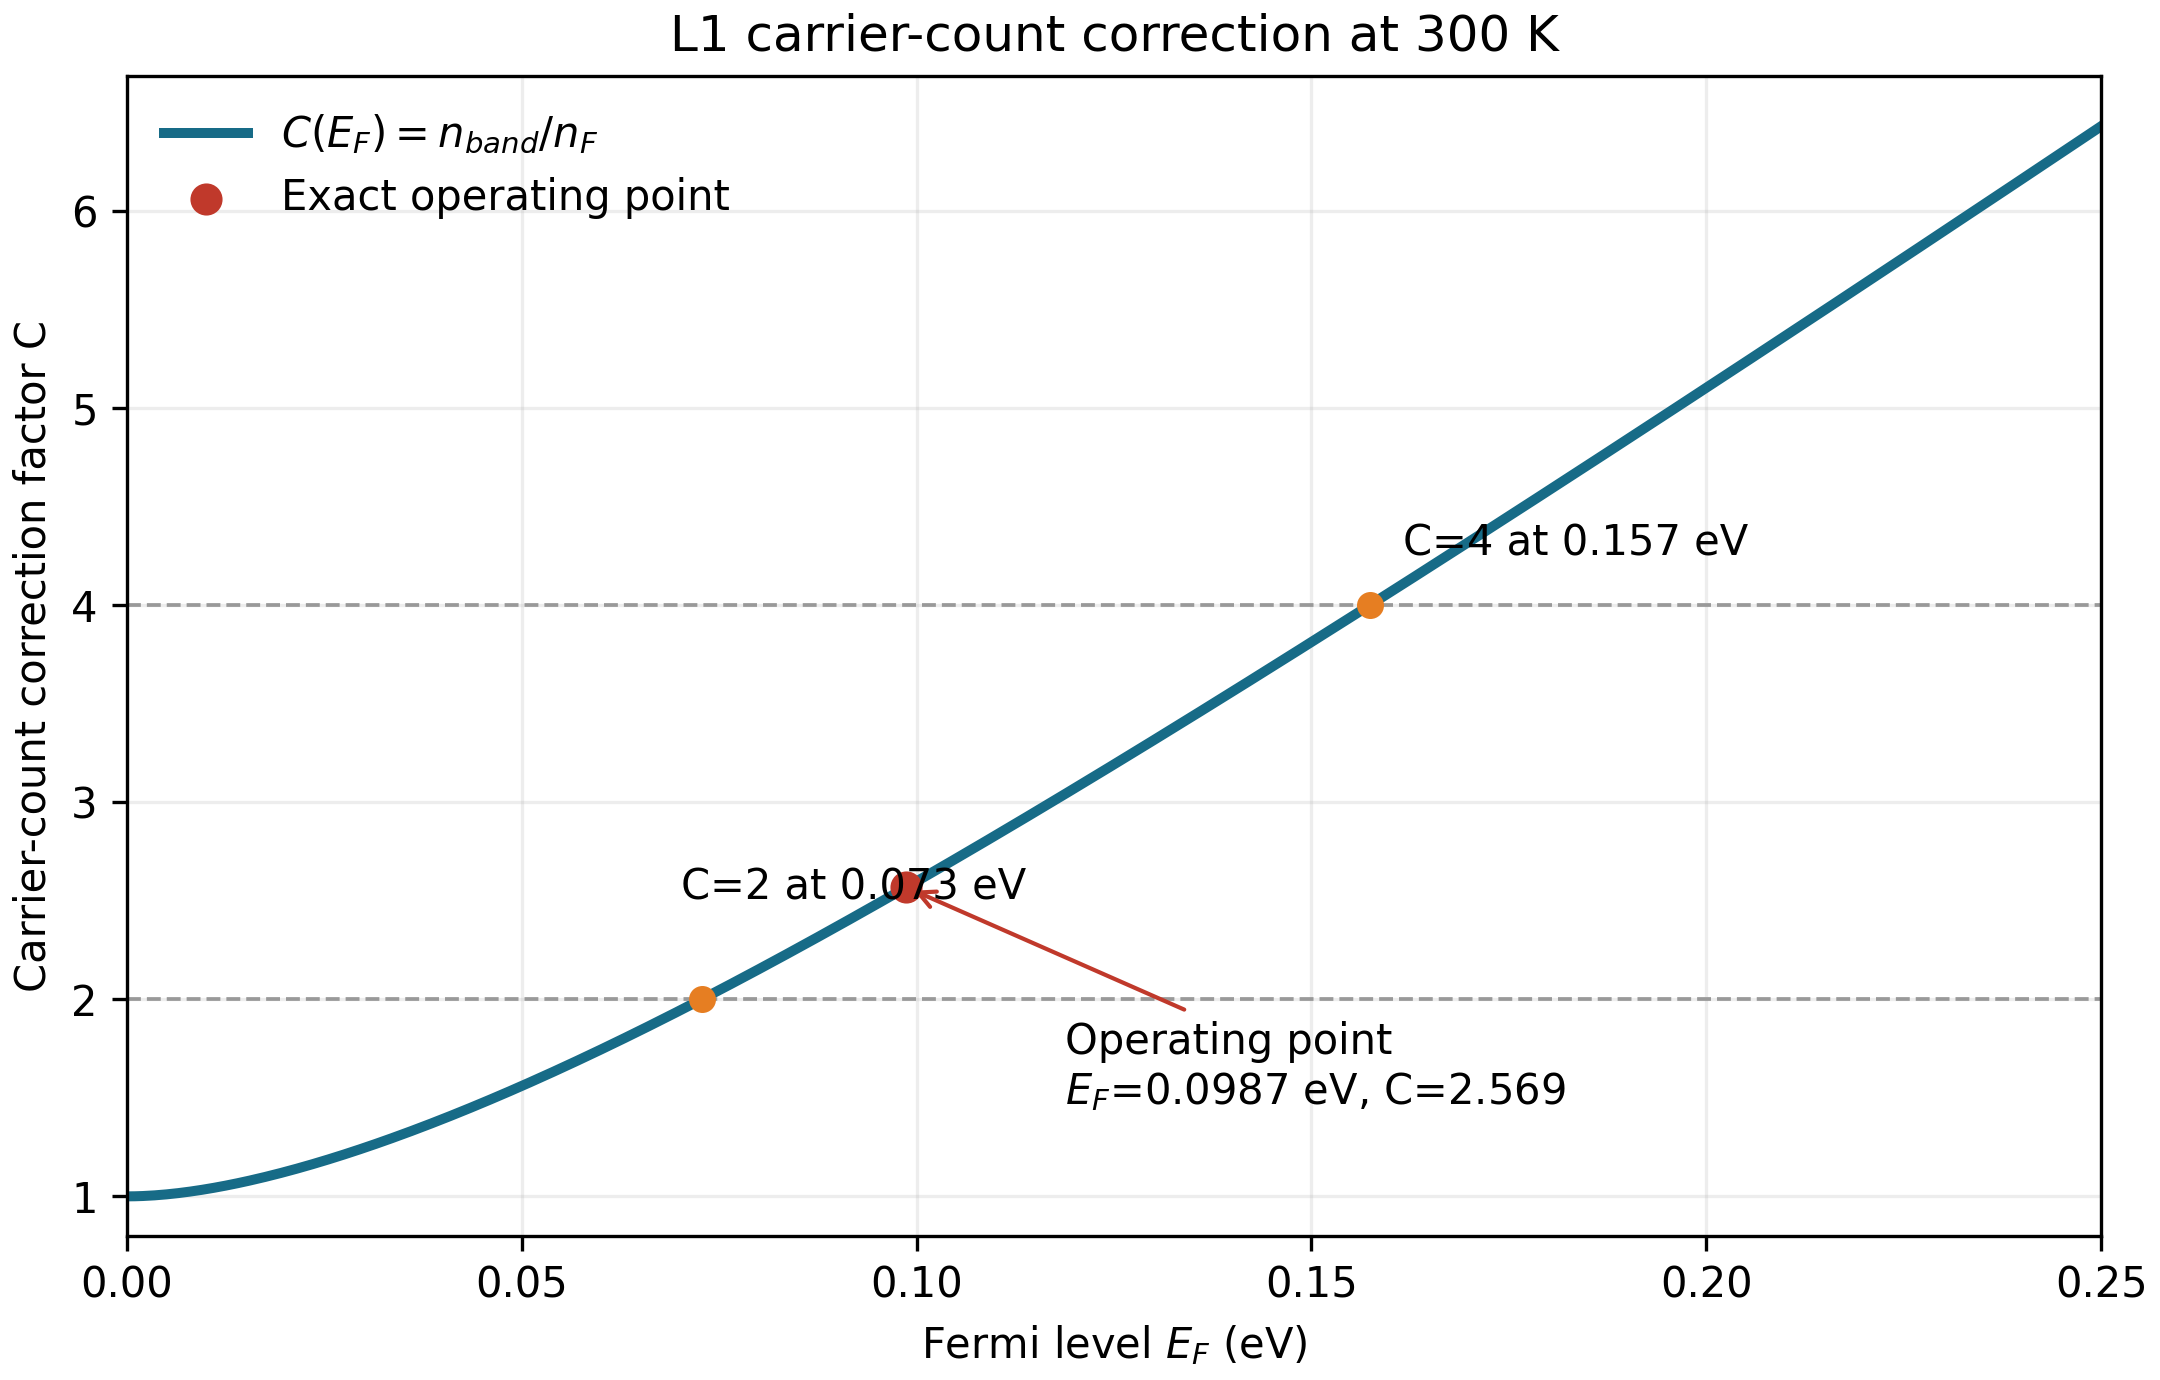 L1 carrier-count correction at 300 K
C(E_F) = n_band/n_F
Exact operating point
Carrier-count correction factor C
6
5
4
3
2
1
C=4 at 0.157 eV
C=2 at 0.073 eV
Operating point
E_F=0.0987 eV, C=2.569
0.00 0.05 0.10 0.15 0.20 0.25
Fermi level E_F (eV)